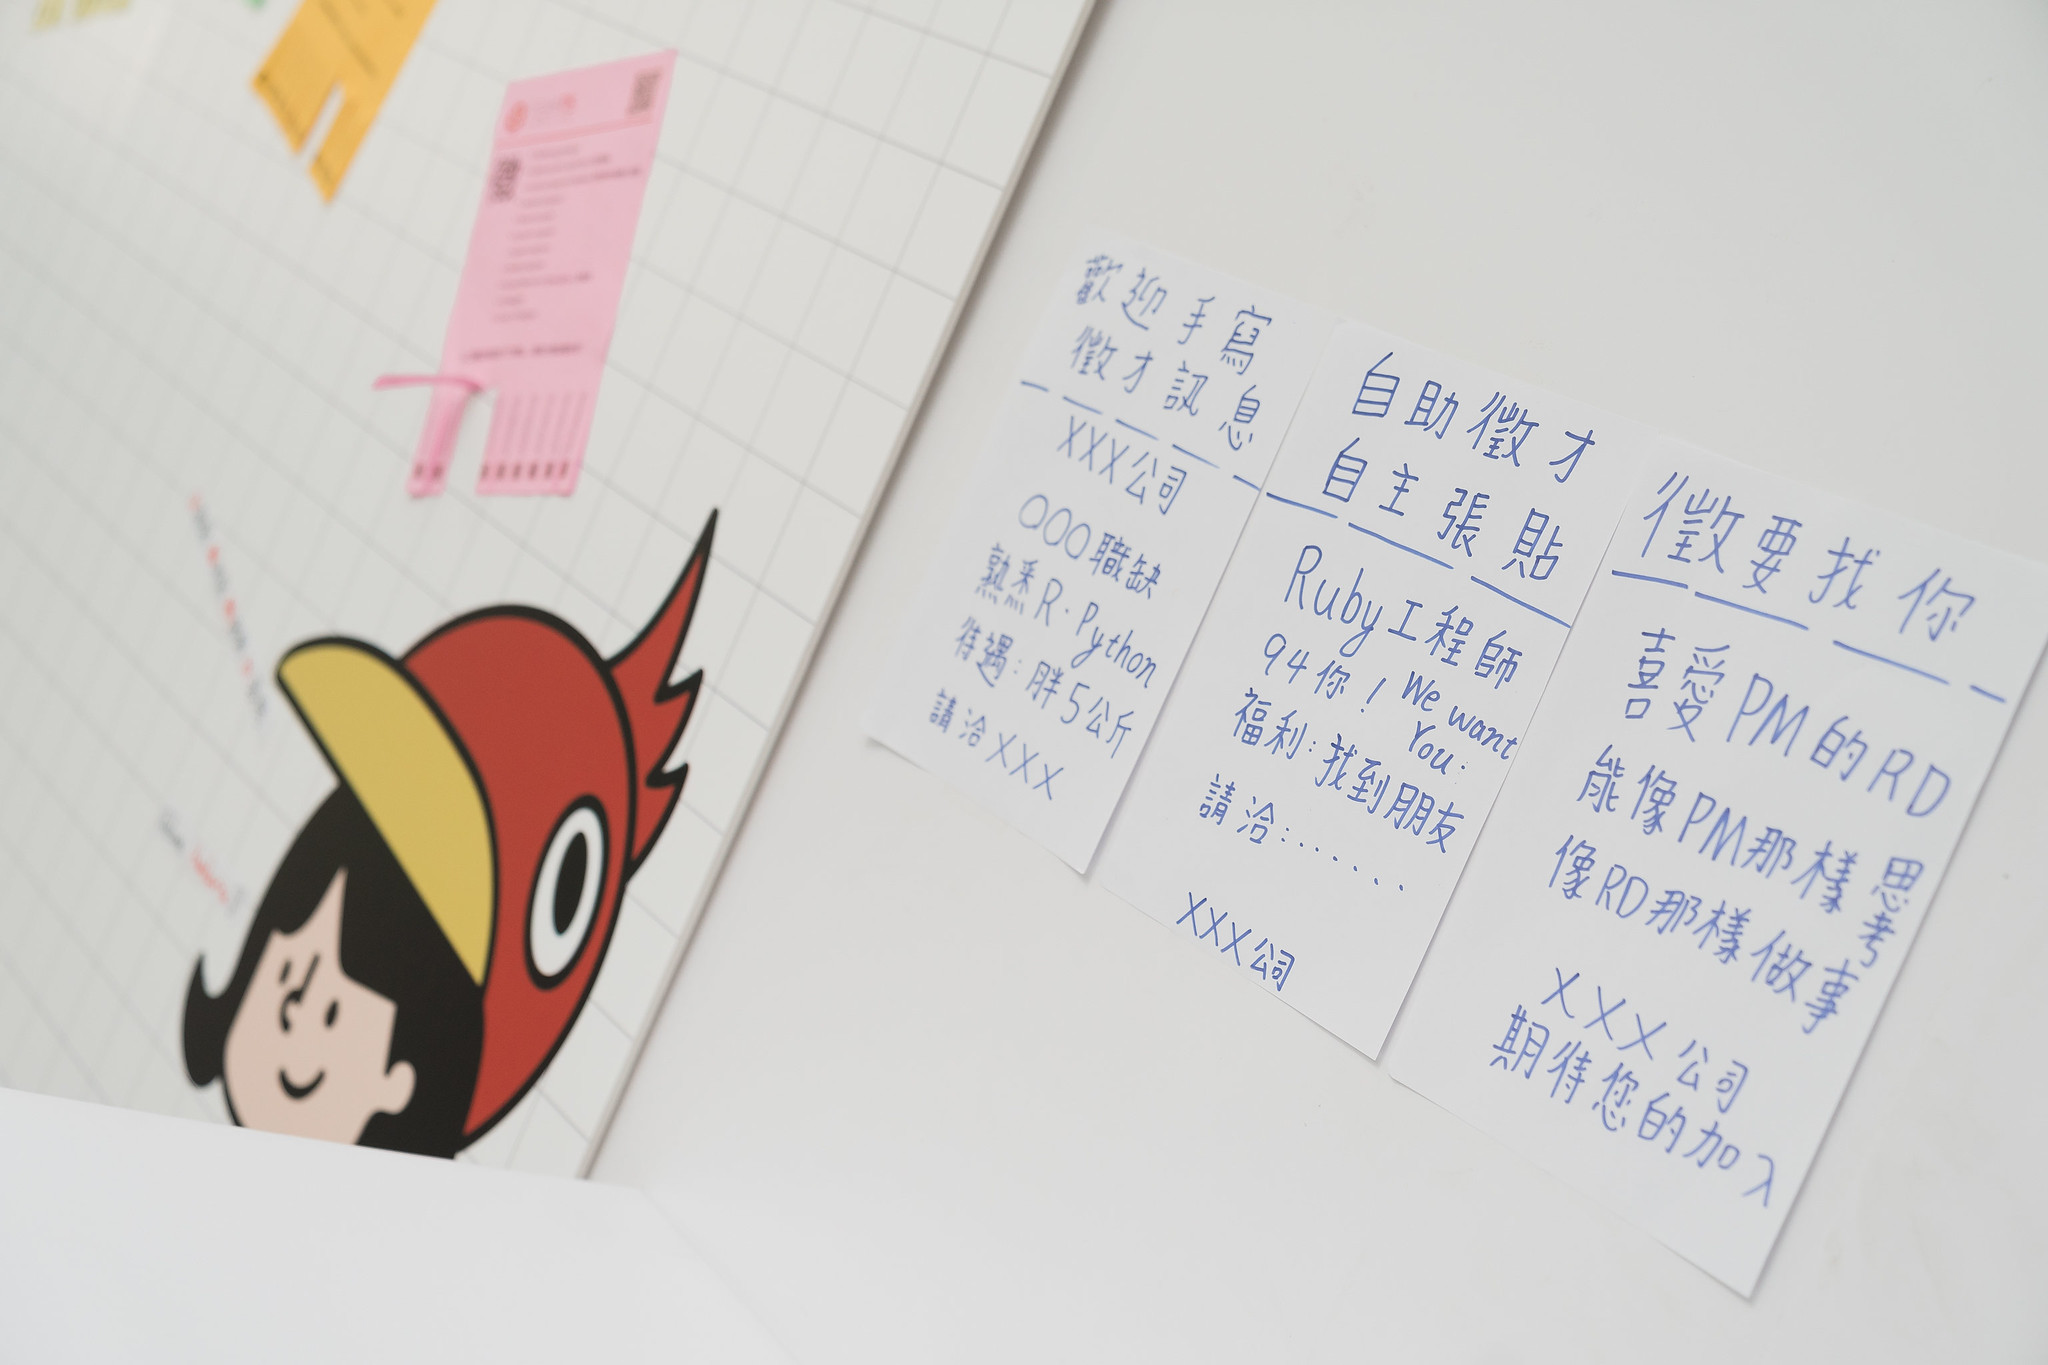 歡迎手寫
徵才訊息
XXX公司
OOO職缺
熟悉R.Python
待遇:胖5公斤
請洽XXX
自助徵才
自主張貼
Ruby工程師
94你! We want
You:
福利:找到朋友
請洽:......
XXX公司
徵要找你
喜愛PM的RD
能像PM那樣思考
像RD那樣做事
XXX公司
期待您的加入